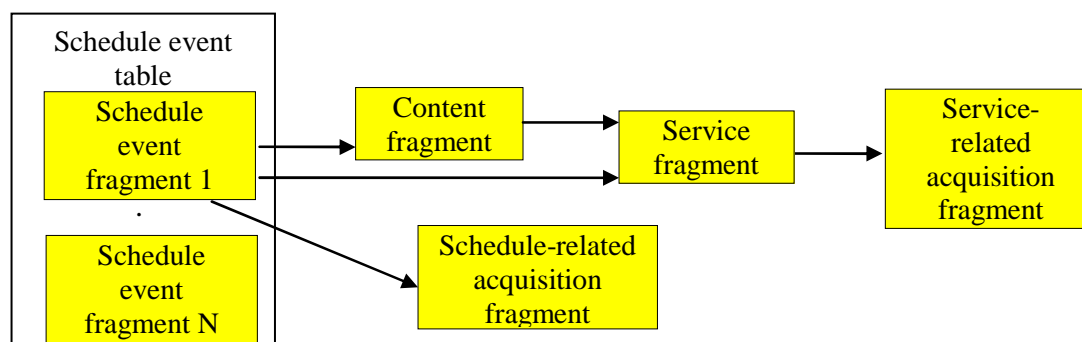 Schedule event
table
Schedule
event
fragment 1
.
Schedule
event
fragment N
Content
fragment
Service
fragment
Service-
related
acquisition
fragment
Schedule-related
acquisition
fragment